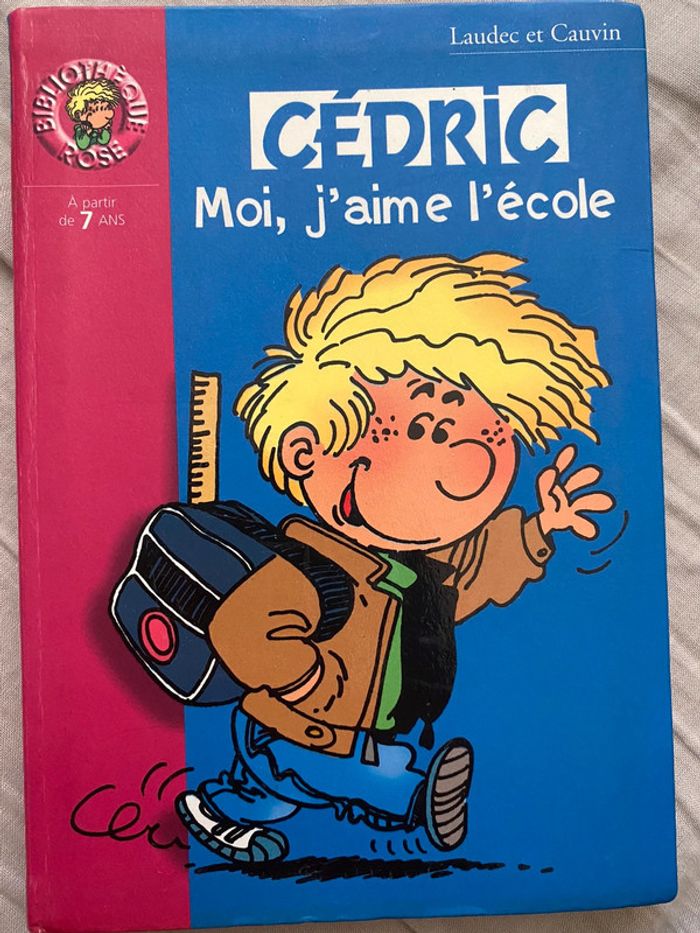 Laudec et Cauvin
BIBLIOTHÈQUE
ROSE
À partir
de 7 ANS
CÉDRIC
Moi, j'aime l'école